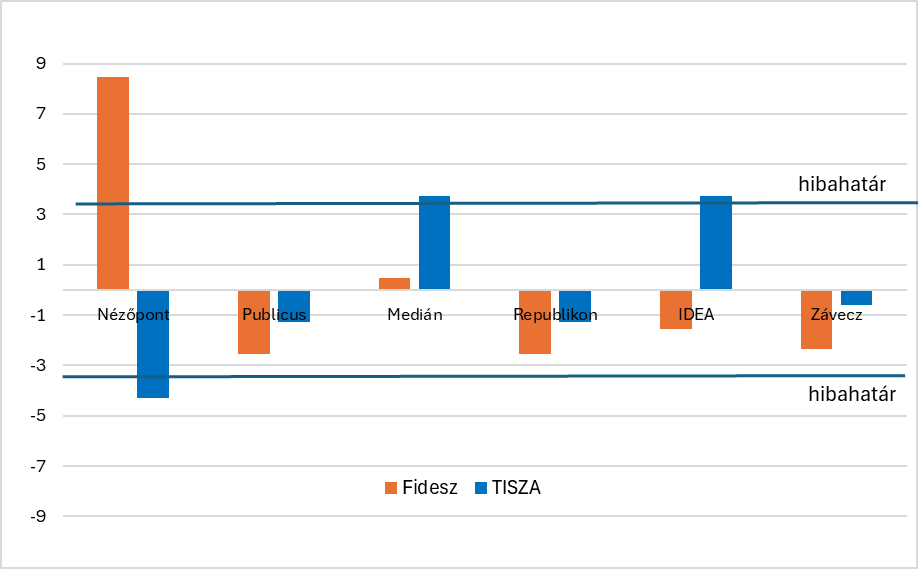 9
7
5
hibahatár
3
1
Nézőpont Publicus Medián Republikon IDEA Závecz
-1
-3
hibahatár
-5
-7
Fidesz TISZA
-9